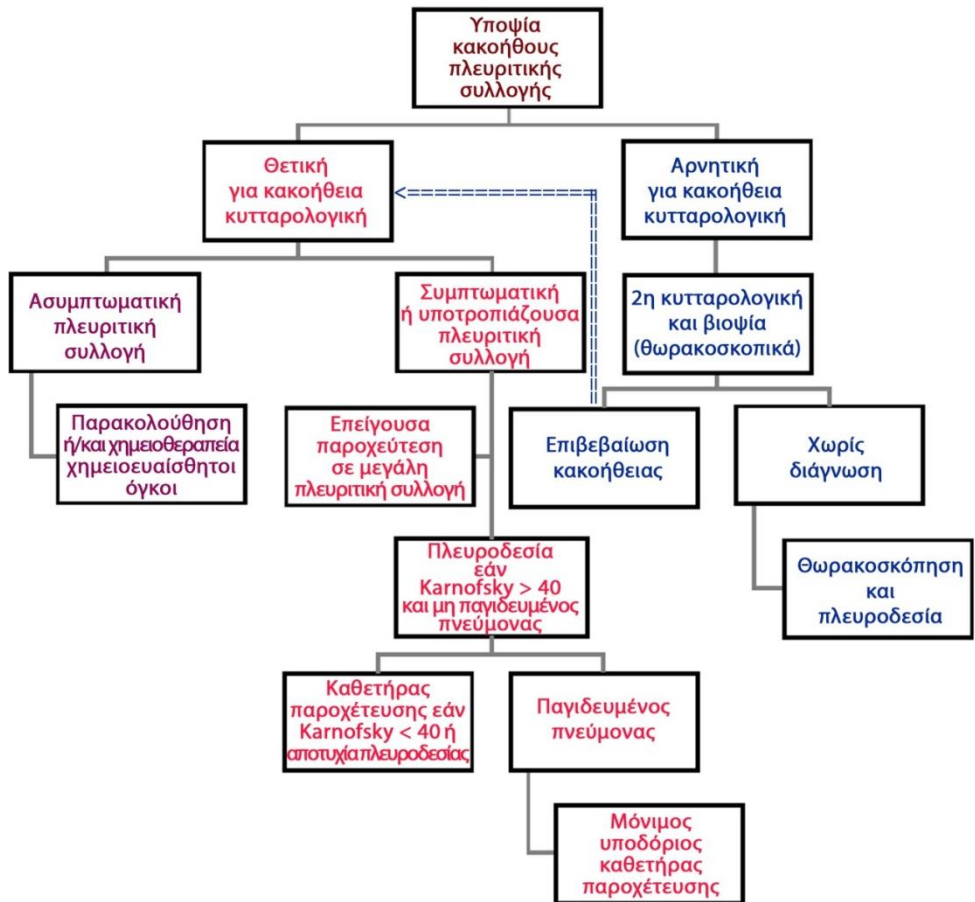 Υποψία
κακοήθους
πλευριτικής
συλλογής
Θετική
για κακοήθεια
κυτταρολογική
Αρνητική
για κακοήθεια
κυτταρολογική
Ασυμπτωματική
πλευριτική
συλλογή
Συμπτωματική
ή υποτροπιάζουσα
πλευριτική
συλλογή
2η κυτταρολογική
και βιοψία
(θωρακοσκοπικά)
Παρακολούθηση
ή/και χημειοθεραπεία
χημειοευαίσθητοι
όγκοι
Επείγουσα
παροχεύτεση
σε μεγάλη
πλευριτική συλλογή
Επιβεβαίωση
κακοήθειας
Χωρίς
διάγνωση
Πλευροδεσία
εάν
Karnofsky > 40
και μη παγιδευμένος
πνεύμονας
Θωρακοσκόπηση
και
πλευροδεσία
Καθετήρας
παροχέτευσης εάν
Karnofsky < 40 ή
αποτυχία πλευροδεσίας
Παγιδευμένος
πνεύμονας
Μόνιμος
υποδόριος
καθετήρας
παροχέτευσης